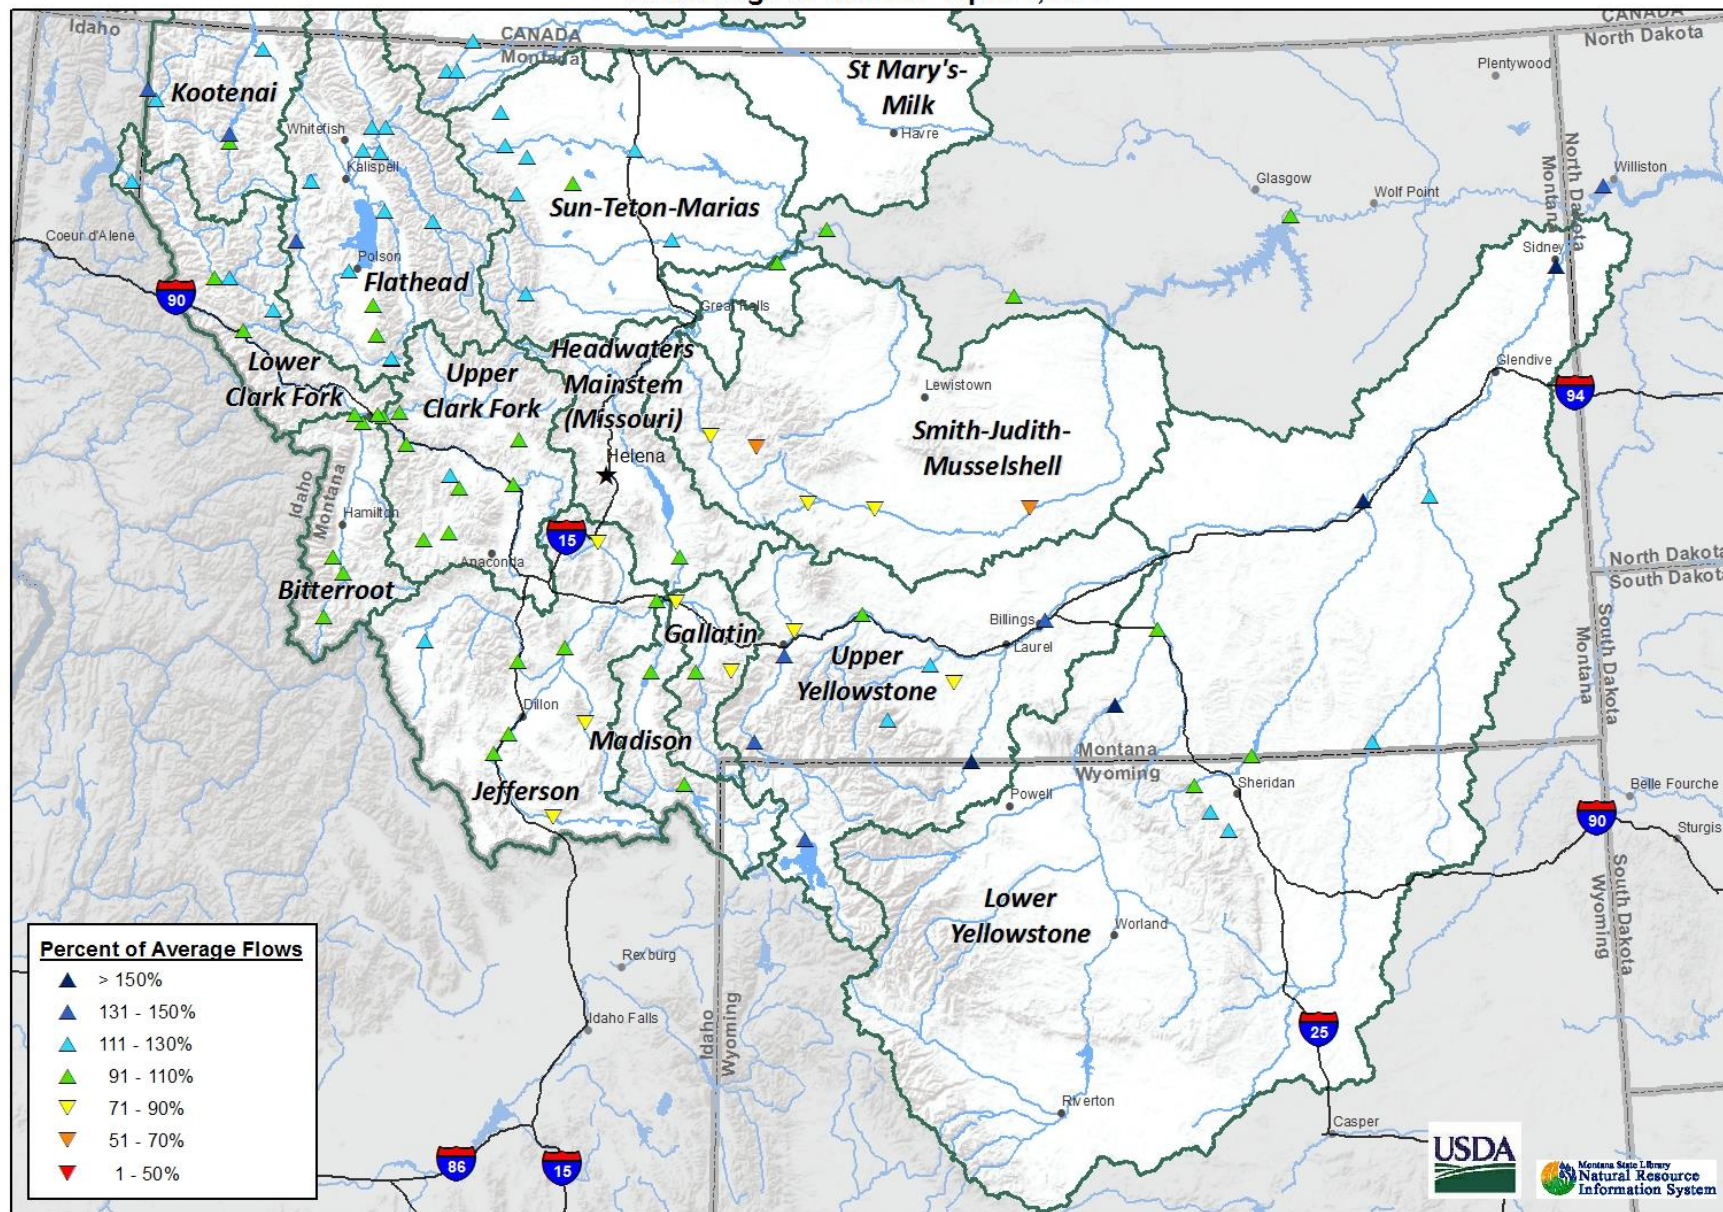 CANADA
Idaho
CANADA
Montana
CANADA
North Dakota
Kootenai
St Mary's-
Milk
Plentywood
Whitefish
Havre
Kalispell
North Dakota
Montana
Williston
Glasgow
Wolf Point
Sun-Teton-Marias
Coeur d'Alene
Polson
Flathead
Sidney
90
Great Falls
Headwaters
Mainstem
(Missouri)
Lower
Clark Fork
Upper
Clark Fork
Glendive
Lewistown
94
Smith-Judith-
Musselshell
Helena
Idaho
Montana
Hamilton
15
Anaconda
North Dakota
South Dakota
Bitterroot
Gallatin
Billings
Laurel
Upper
Yellowstone
South Dakota
Montana
Dillon
Madison
Montana
Wyoming
Jefferson
Powell
Sheridan
Belle Fourche
90
Sturgis
Lower
Yellowstone
Worland
South Dakota
Wyoming
Percent of Average Flows
> 150%
131 - 150%
111 - 130%
91 - 110%
71 - 90%
51 - 70%
1 - 50%
Rexburg
Idaho Falls
Idaho
Wyoming
25
Riverton
Casper
86
15
USDA
Montana State Library
Natural Resource
Information System